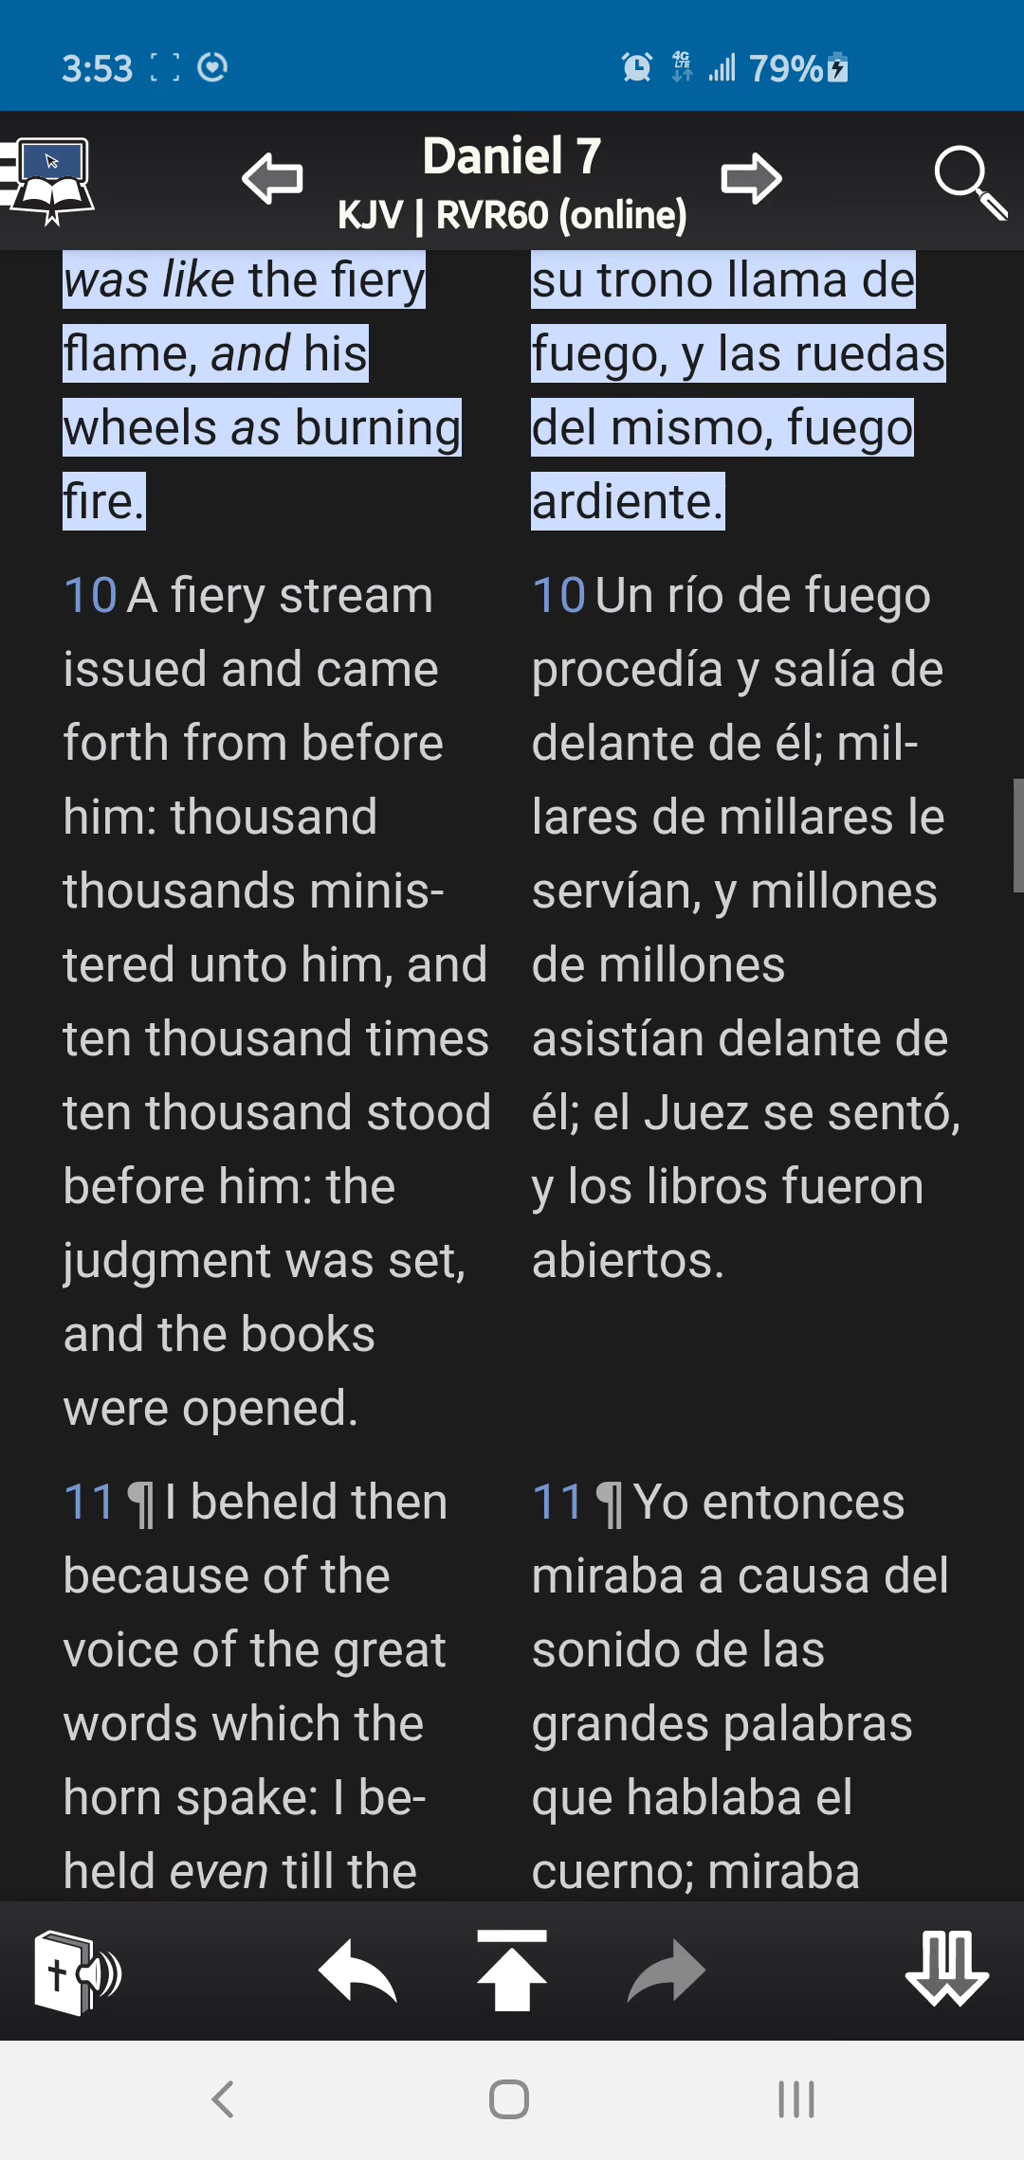 3:53
4G LTE
79%
Daniel 7
KJV | RVR60 (online)
was like the fiery
flame, and his
wheels as burning
fire.
10 A fiery stream
issued and came
forth from before
him: thousand
thousands minis-
tered unto him, and
ten thousand times
ten thousand stood
before him: the
judgment was set,
and the books
were opened.
11 ¶ I beheld then
because of the
voice of the great
words which the
horn spake: I be-
held even till the
su trono llama de
fuego, y las ruedas
del mismo, fuego
ardiente.
10 Un río de fuego
procedía y salía de
delante de él; mil-
lares de millares le
servían, y millones
de millones
asistían delante de
él; el Juez se sentó,
y los libros fueron
abiertos.
11 ¶ Yo entonces
miraba a causa del
sonido de las
grandes palabras
que hablaba el
cuerno; miraba